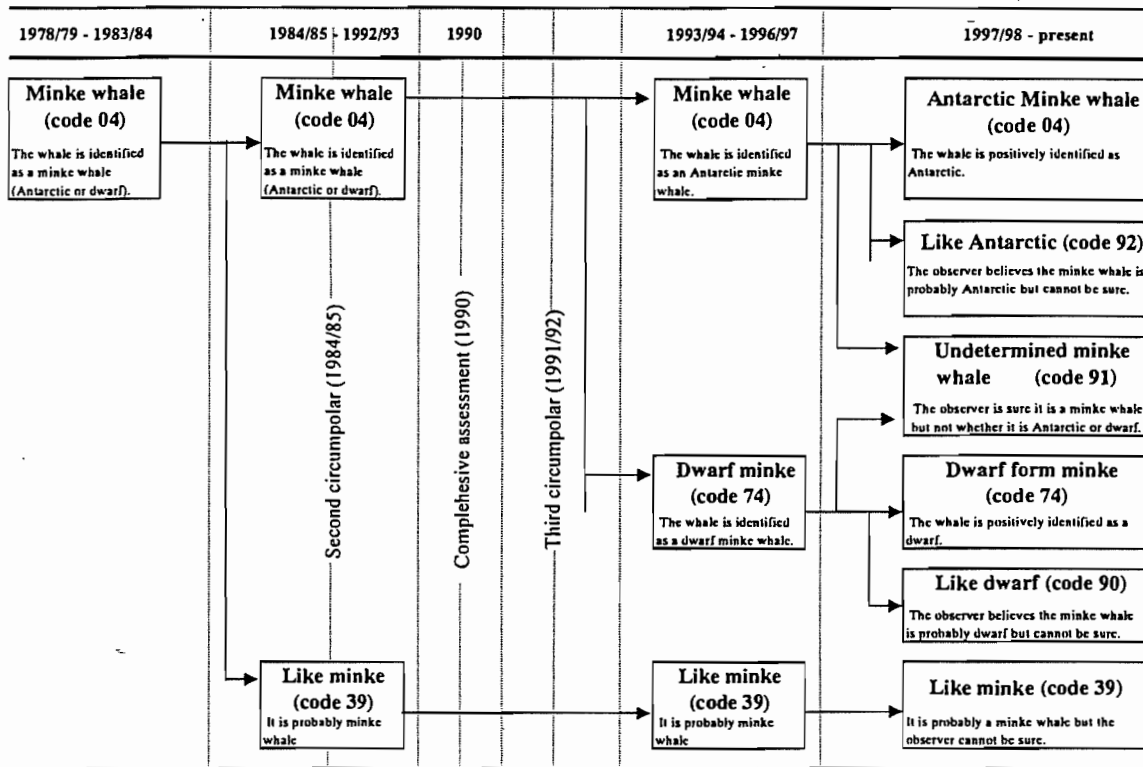 1978/79 - 1983/84
1984/85 - 1992/93
1990
1993/94 - 1996/97
1997/98 - present
Minke whale
(code 04)
The whale is identified
as a minke whale
(Antarctic or dwarf).
Minke whale
(code 04)
The whale is identified
as a minke whale
(Antarctic or dwarf).
Minke whale
(code 04)
The whale is identified
as an Antarctic minke
whale.
Antarctic Minke whale
(code 04)
The whale is positively identified as
Antarctic.
Like Antarctic (code 92)
The observer believes the minke whale is
probably Antarctic but cannot be sure.
Undetermined minke
whale (code 91)
The observer is sure it is a minke whale
but not whether it is Antarctic or dwarf.
Second circumpolar (1984/85)
Complehesive assessment (1990)
Third circumpolar (1991/92)
Dwarf minke
(code 74)
The whale is identified
as a dwarf minke whale.
Dwarf form minke
(code 74)
The whale is positively identified as a
dwarf.
Like dwarf (code 90)
The observer believes the minke whale
is probably dwarf but cannot be sure.
Like minke
(code 39)
It is probably minke
whale
Like minke
(code 39)
It is probably minke
whale
Like minke (code 39)
It is probably a minke whale but the
observer cannot be sure.